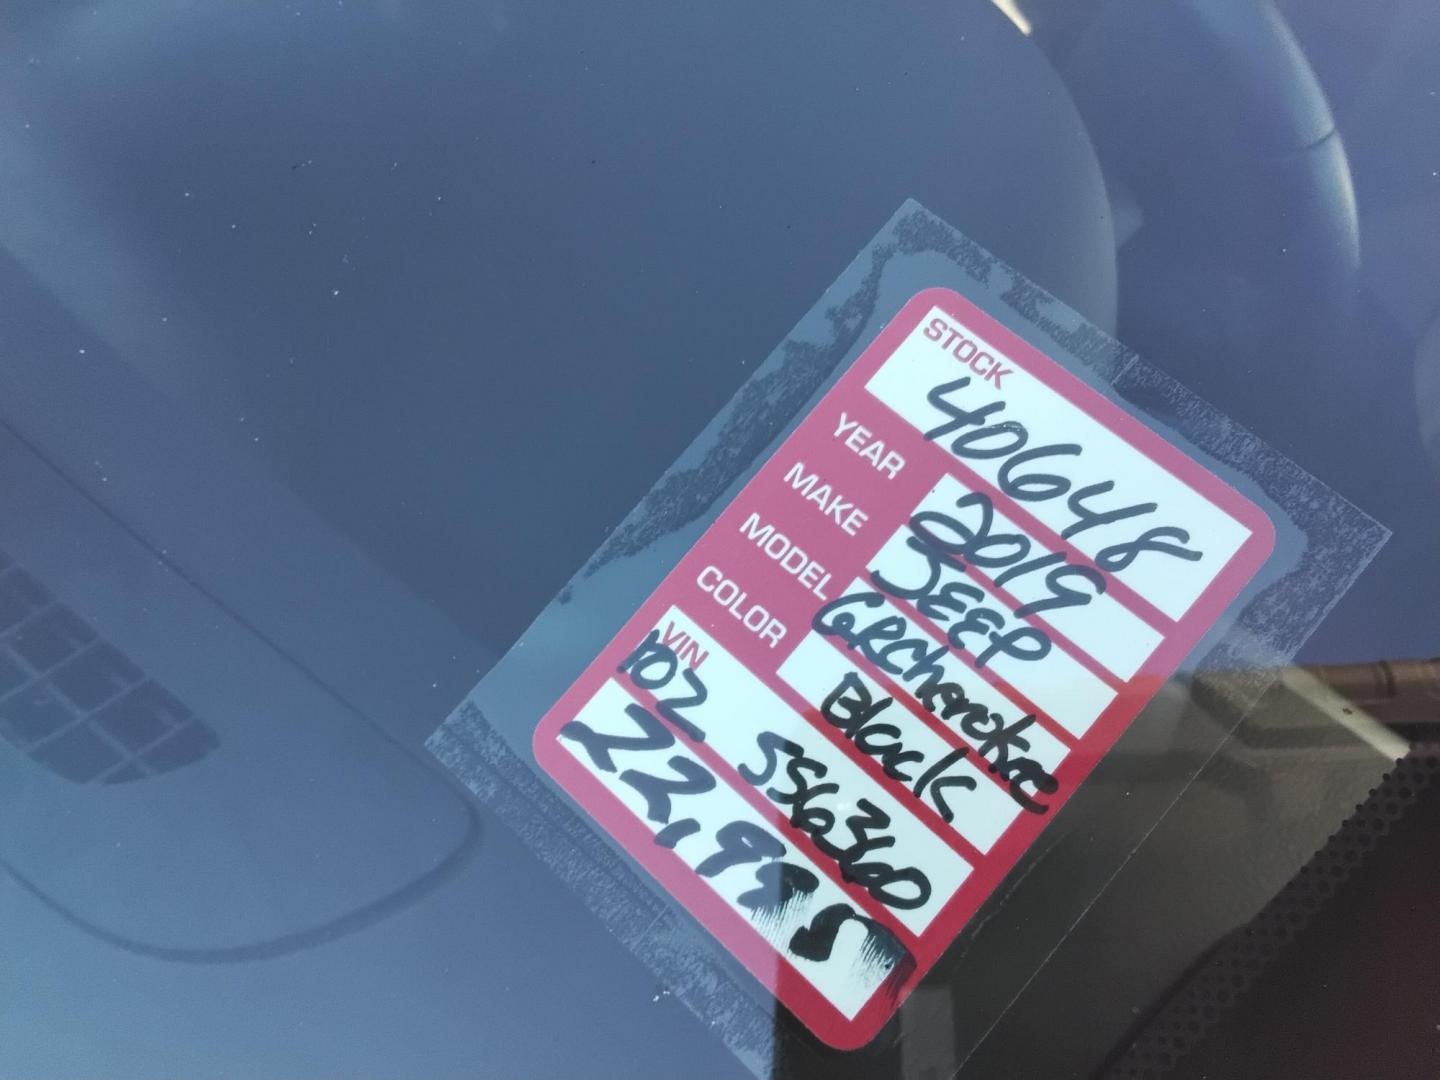 STOCK
40648
YEAR 2019
MAKE JEEP
MODEL GRCherokee
COLOR Black
VIN
102 556360
22,995